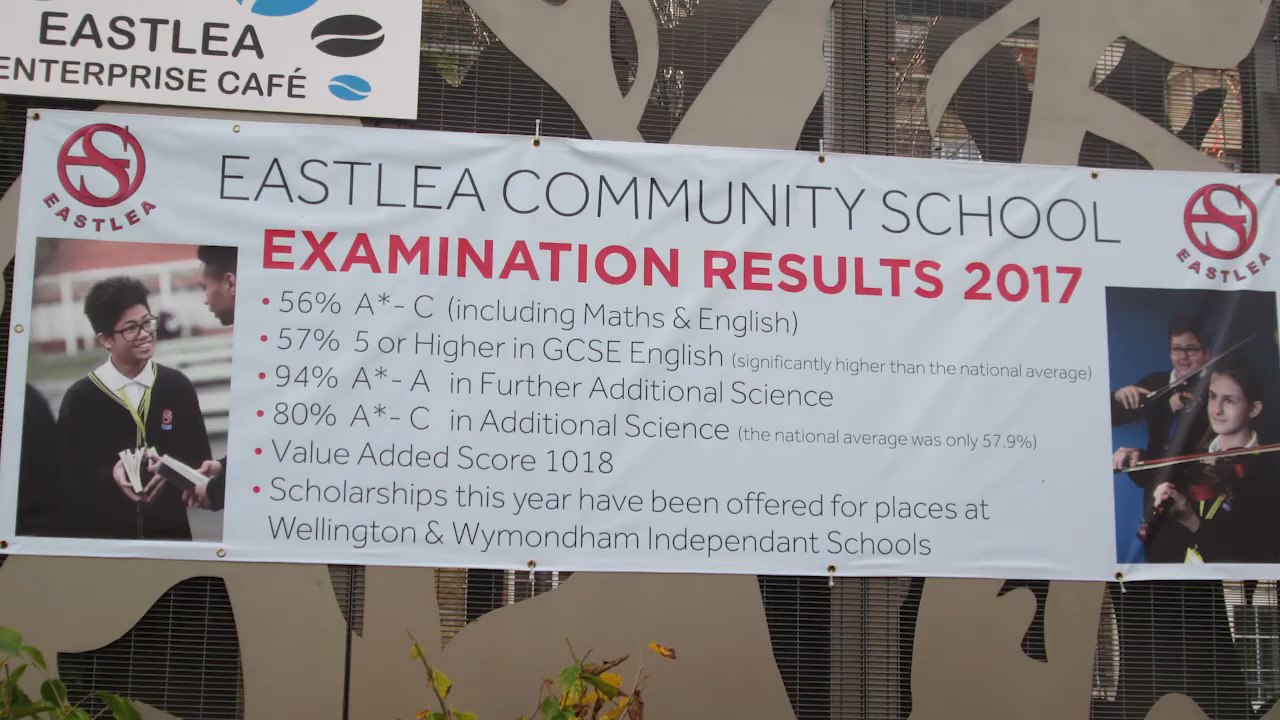 EASTLEA
ENTERPRISE CAFÉ
EASTLEA
EASTLEA
EASTLEA COMMUNITY SCHOOL
EXAMINATION RESULTS 2017
• 56% A*- C (including Maths & English)
• 57% 5 or Higher in GCSE English (significantly higher than the national average)
• 94% A*- A in Further Additional Science
• 80% A*- C in Additional Science (the national average was only 57.9%)
• Value Added Score 1018
• Scholarships this year have been offered for places at
Wellington & Wymondham Independant Schools